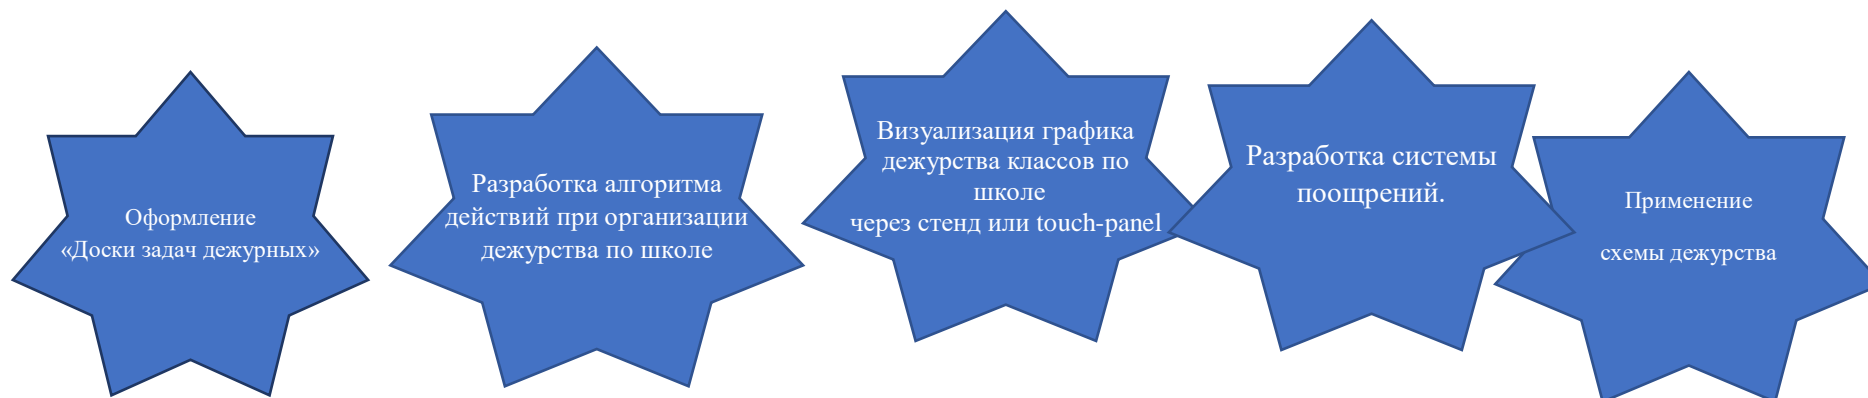 Оформление
«Доски задач дежурных»
Разработка алгоритма
действий при организации
дежурства по школе
Визуализация графика
дежурства классов по
школе
через стенд или touch-panel
Разработка системы
поощрений.
Применение
схемы дежурства